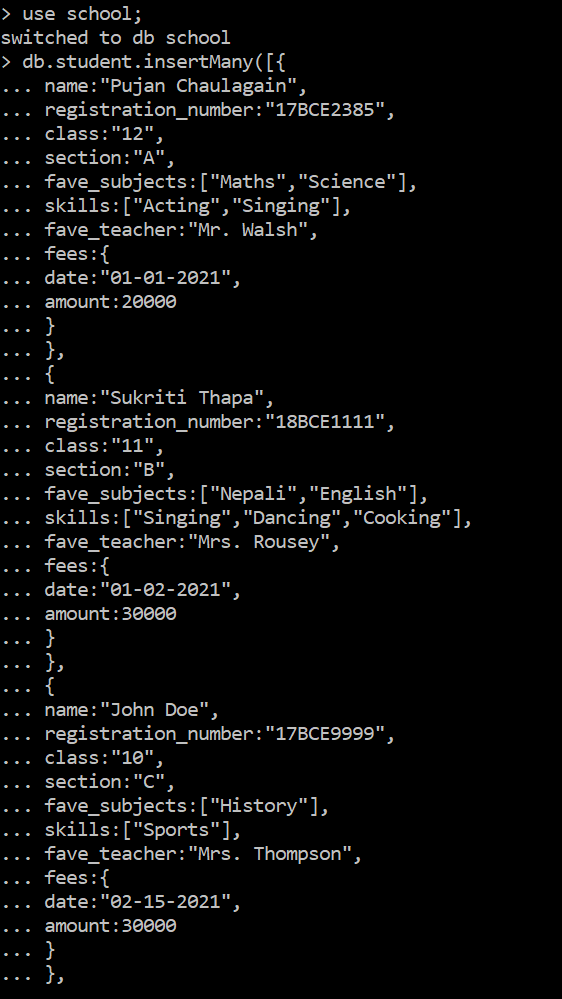 > use school;
switched to db school
> db.student.insertMany([{
... name:"Pujan Chaulagain",
... registration_number:"17BCE2385",
... class:"12",
... section:"A",
... fave_subjects:["Maths","Science"],
... skills:["Acting","Singing"],
... fave_teacher:"Mr. Walsh",
... fees:{
... date:"01-01-2021",
... amount:20000
... }
... },
... {
... name:"Sukriti Thapa",
... registration_number:"18BCE1111",
... class:"11",
... section:"B",
... fave_subjects:["Nepali","English"],
... skills:["Singing","Dancing","Cooking"],
... fave_teacher:"Mrs. Rousey",
... fees:{
... date:"01-02-2021",
... amount:30000
... }
... },
... {
... name:"John Doe",
... registration_number:"17BCE9999",
... class:"10",
... section:"C",
... fave_subjects:["History"],
... skills:["Sports"],
... fave_teacher:"Mrs. Thompson",
... fees:{
... date:"02-15-2021",
... amount:30000
... }
... },